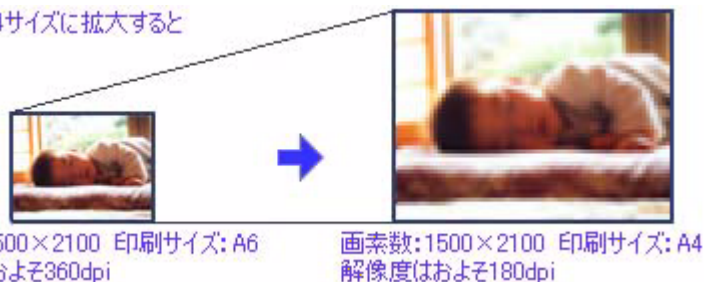 サイズに拡大すると
500×2100 印刷サイズ:A6
およそ360dpi
画素数:1500×2100 印刷サイズ:A4
解像度はおよそ180dpi